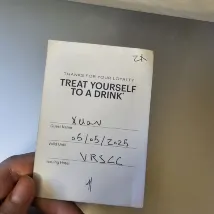 THANKS FOR YOUR LOYALTY
TREAT YOURSELF
TO A DRINK*
XUAN
05/05/2025
VRSCC